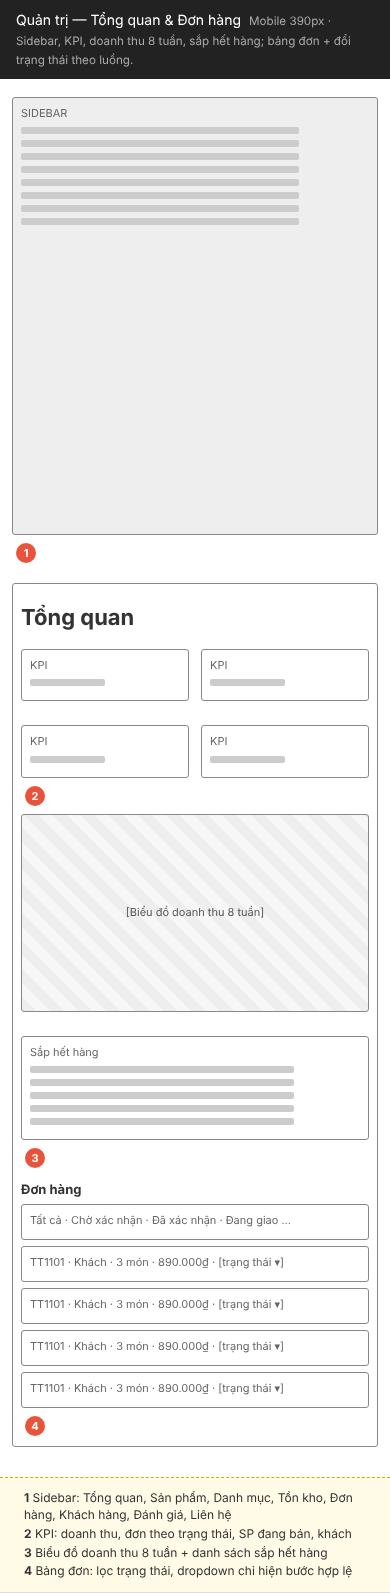 Quản trị — Tổng quan & Đơn hàng Mobile 390px ·
Sidebar, KPI, doanh thu 8 tuần, sắp hết hàng; bảng đơn + đổi
trạng thái theo luồng.
SIDEBAR
1
Tổng quan
KPI
KPI
KPI
KPI
2
[Biểu đồ doanh thu 8 tuần]
Sắp hết hàng
3
Đơn hàng
Tất cả · Chờ xác nhận · Đã xác nhận · Đang giao ...
TT1101 · Khách · 3 món · 890.000₫ · [trạng thái ▾]
TT1101 · Khách · 3 món · 890.000₫ · [trạng thái ▾]
TT1101 · Khách · 3 món · 890.000₫ · [trạng thái ▾]
TT1101 · Khách · 3 món · 890.000₫ · [trạng thái ▾]
4
1 Sidebar: Tổng quan, Sản phẩm, Danh mục, Tồn kho, Đơn
hàng, Khách hàng, Đánh giá, Liên hệ
2 KPI: doanh thu, đơn theo trạng thái, SP đang bán, khách
3 Biểu đồ doanh thu 8 tuần + danh sách sắp hết hàng
4 Bảng đơn: lọc trạng thái, dropdown chỉ hiện bước hợp lệ